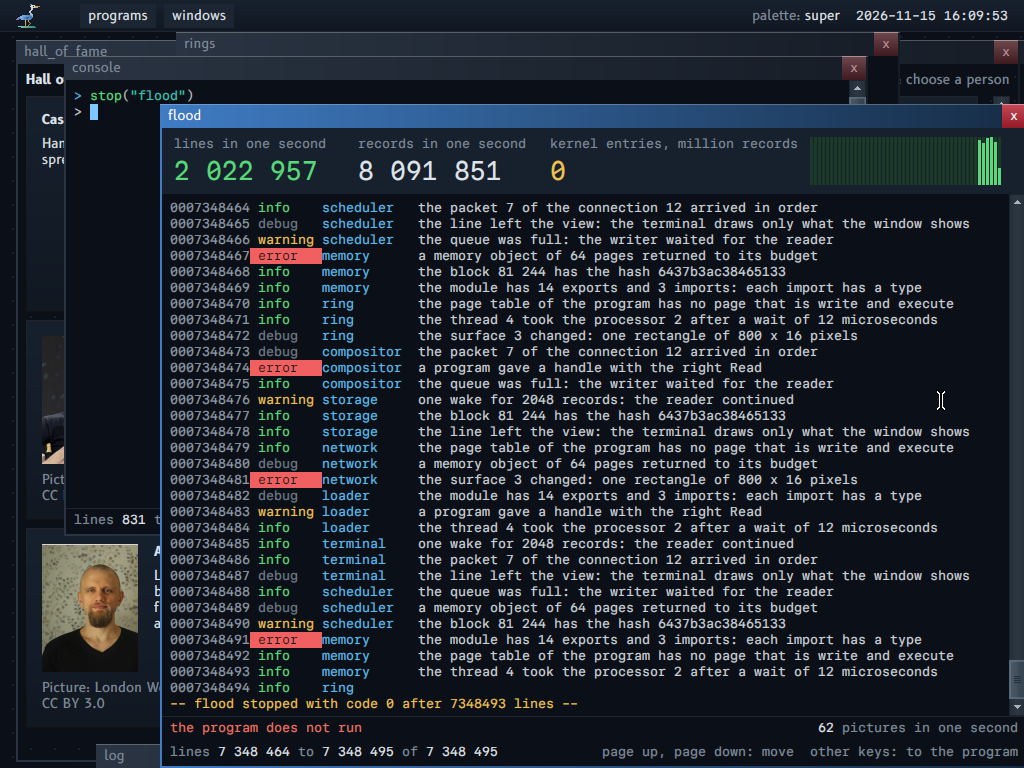 programs windows palette: super 2026-11-15 16:09:53
rings x
hall_of_fame x
console x
Hall o choose a person
> stop("flood")
>
flood x
Cas
Han
spre
lines in one second records in one second kernel entries, million records
2 022 957 8 091 851 0
0007348464 info scheduler the packet 7 of the connection 12 arrived in order
0007348465 debug scheduler the line left the view: the terminal draws only what the window shows
0007348466 warning scheduler the queue was full: the writer waited for the reader
0007348467 error memory a memory object of 64 pages returned to its budget
0007348468 info memory the block 81 244 has the hash 6437b3ac38465133
0007348469 info memory the module has 14 exports and 3 imports: each import has a type
0007348470 info ring the page table of the program has no page that is write and execute
0007348471 info ring the thread 4 took the processor 2 after a wait of 12 microseconds
0007348472 debug ring the surface 3 changed: one rectangle of 800 x 16 pixels
0007348473 debug compositor the packet 7 of the connection 12 arrived in order
0007348474 error compositor a program gave a handle with the right Read
0007348475 info compositor the queue was full: the writer waited for the reader
0007348476 warning storage one wake for 2048 records: the reader continued
0007348477 info storage the block 81 244 has the hash 6437b3ac38465133
0007348478 info storage the line left the view: the terminal draws only what the window shows
0007348479 info network the page table of the program has no page that is write and execute
0007348480 debug network a memory object of 64 pages returned to its budget
0007348481 error network the surface 3 changed: one rectangle of 800 x 16 pixels
0007348482 debug loader the module has 14 exports and 3 imports: each import has a type
0007348483 warning loader a program gave a handle with the right Read
0007348484 info loader the thread 4 took the processor 2 after a wait of 12 microseconds
0007348485 info terminal one wake for 2048 records: the reader continued
0007348486 info terminal the packet 7 of the connection 12 arrived in order
0007348487 debug terminal the line left the view: the terminal draws only what the window shows
0007348488 info scheduler the queue was full: the writer waited for the reader
0007348489 debug scheduler a memory object of 64 pages returned to its budget
0007348490 warning scheduler the block 81 244 has the hash 6437b3ac38465133
0007348491 error memory the module has 14 exports and 3 imports: each import has a type
0007348492 info memory the page table of the program has no page that is write and execute
0007348493 info memory the thread 4 took the processor 2 after a wait of 12 microseconds
0007348494 info ring
-- flood stopped with code 0 after 7348493 lines --
the program does not run 62 pictures in one second
lines 7 348 464 to 7 348 495 of 7 348 495 page up, page down: move other keys: to the program
Pict
CC
lines 831 t
Picture: London W
CC BY 3.0
log